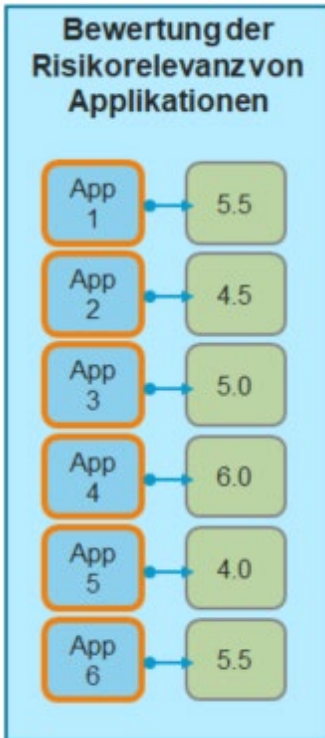 Bewertung der
Risikorelevanz von
Applikationen
App
1
5.5
App
2
4.5
App
3
5.0
App
4
6.0
App
5
4.0
App
6
5.5